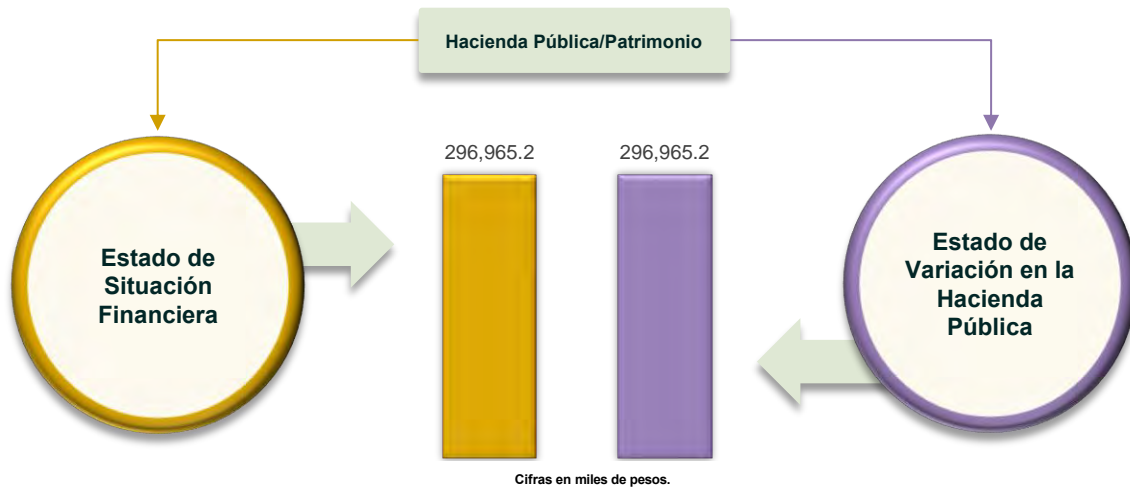 Hacienda Pública/Patrimonio
296,965.2
296,965.2
Estado de
Situación
Financiera
Estado de
Variación en la
Hacienda
Pública
Cifras en miles de pesos.